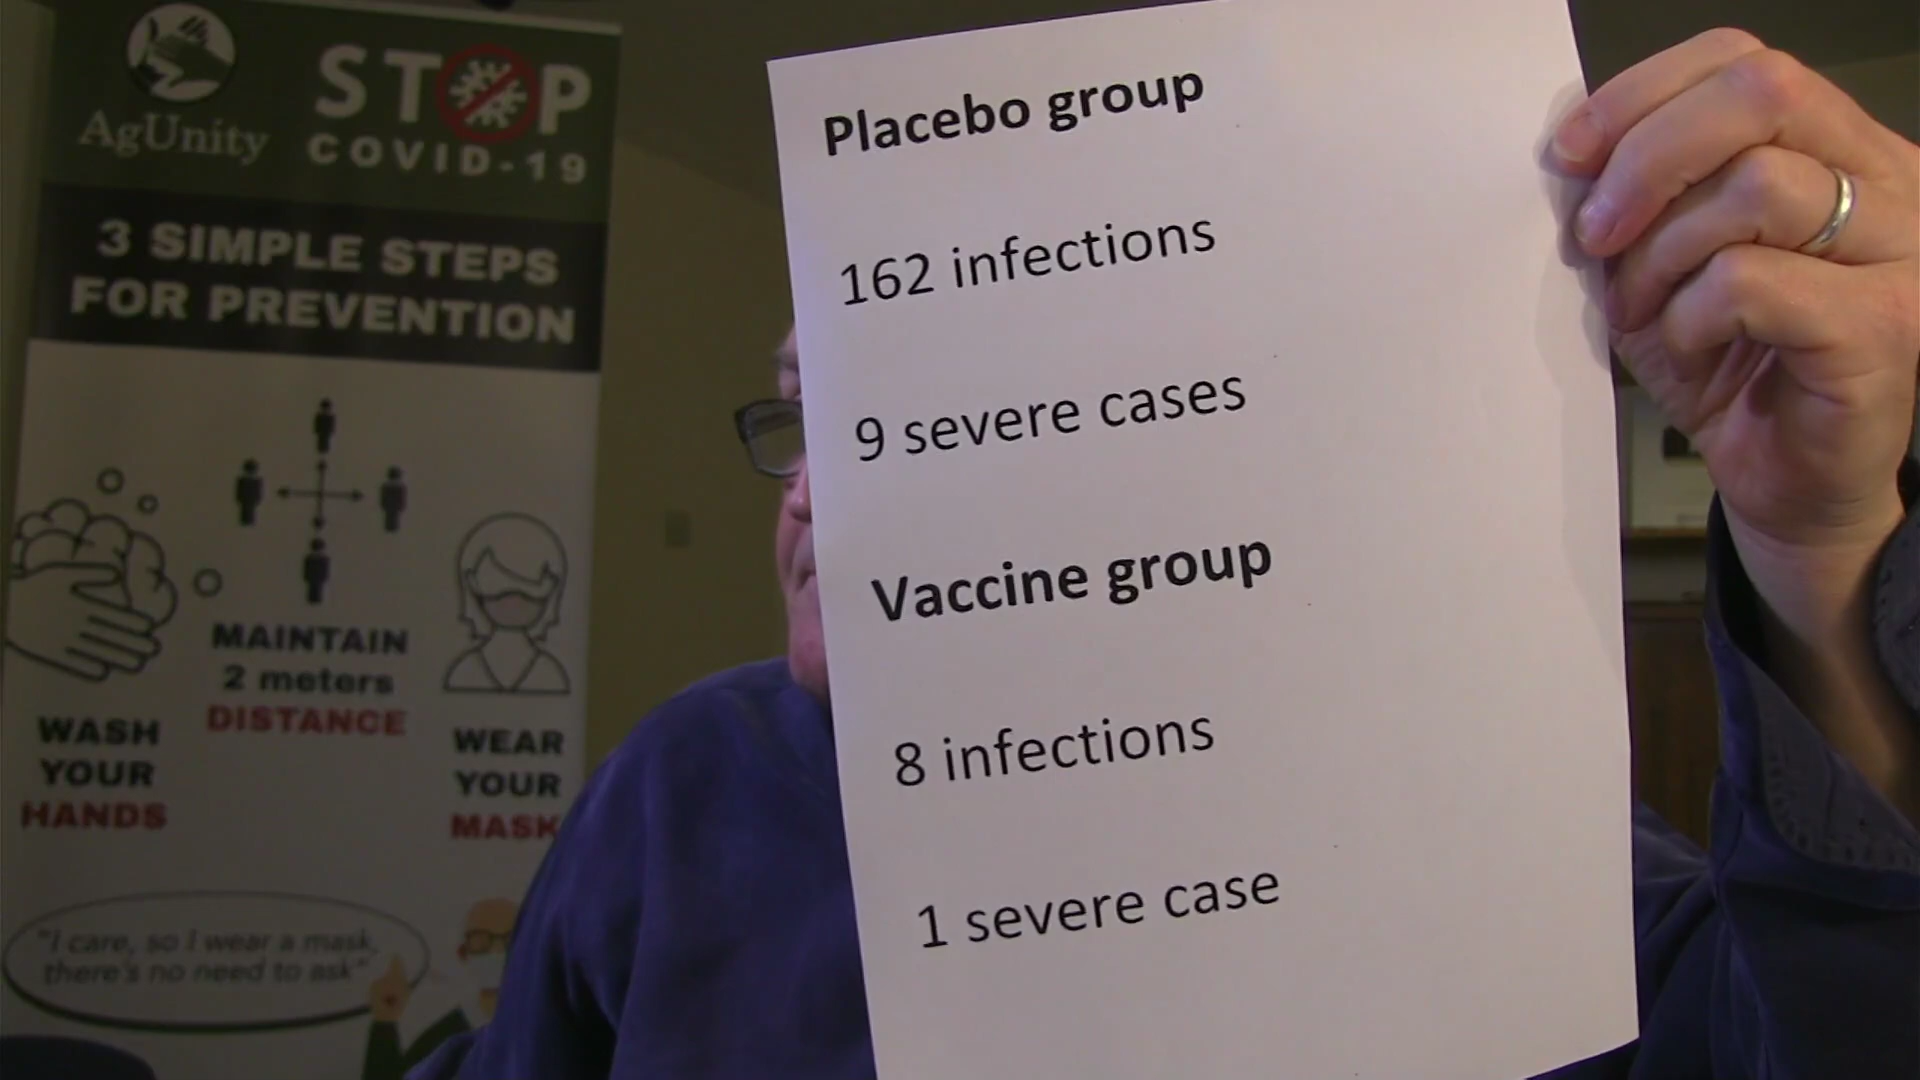 AgUnity
STOP
COVID-19
3 SIMPLE STEPS
FOR PREVENTION
MAINTAIN
2 meters
DISTANCE
WASH
YOUR
HANDS
WEAR
YOUR
MASK
"I care, so I wear a mask,
there's no need to ask"
Placebo group
162 infections
9 severe cases
Vaccine group
8 infections
1 severe case